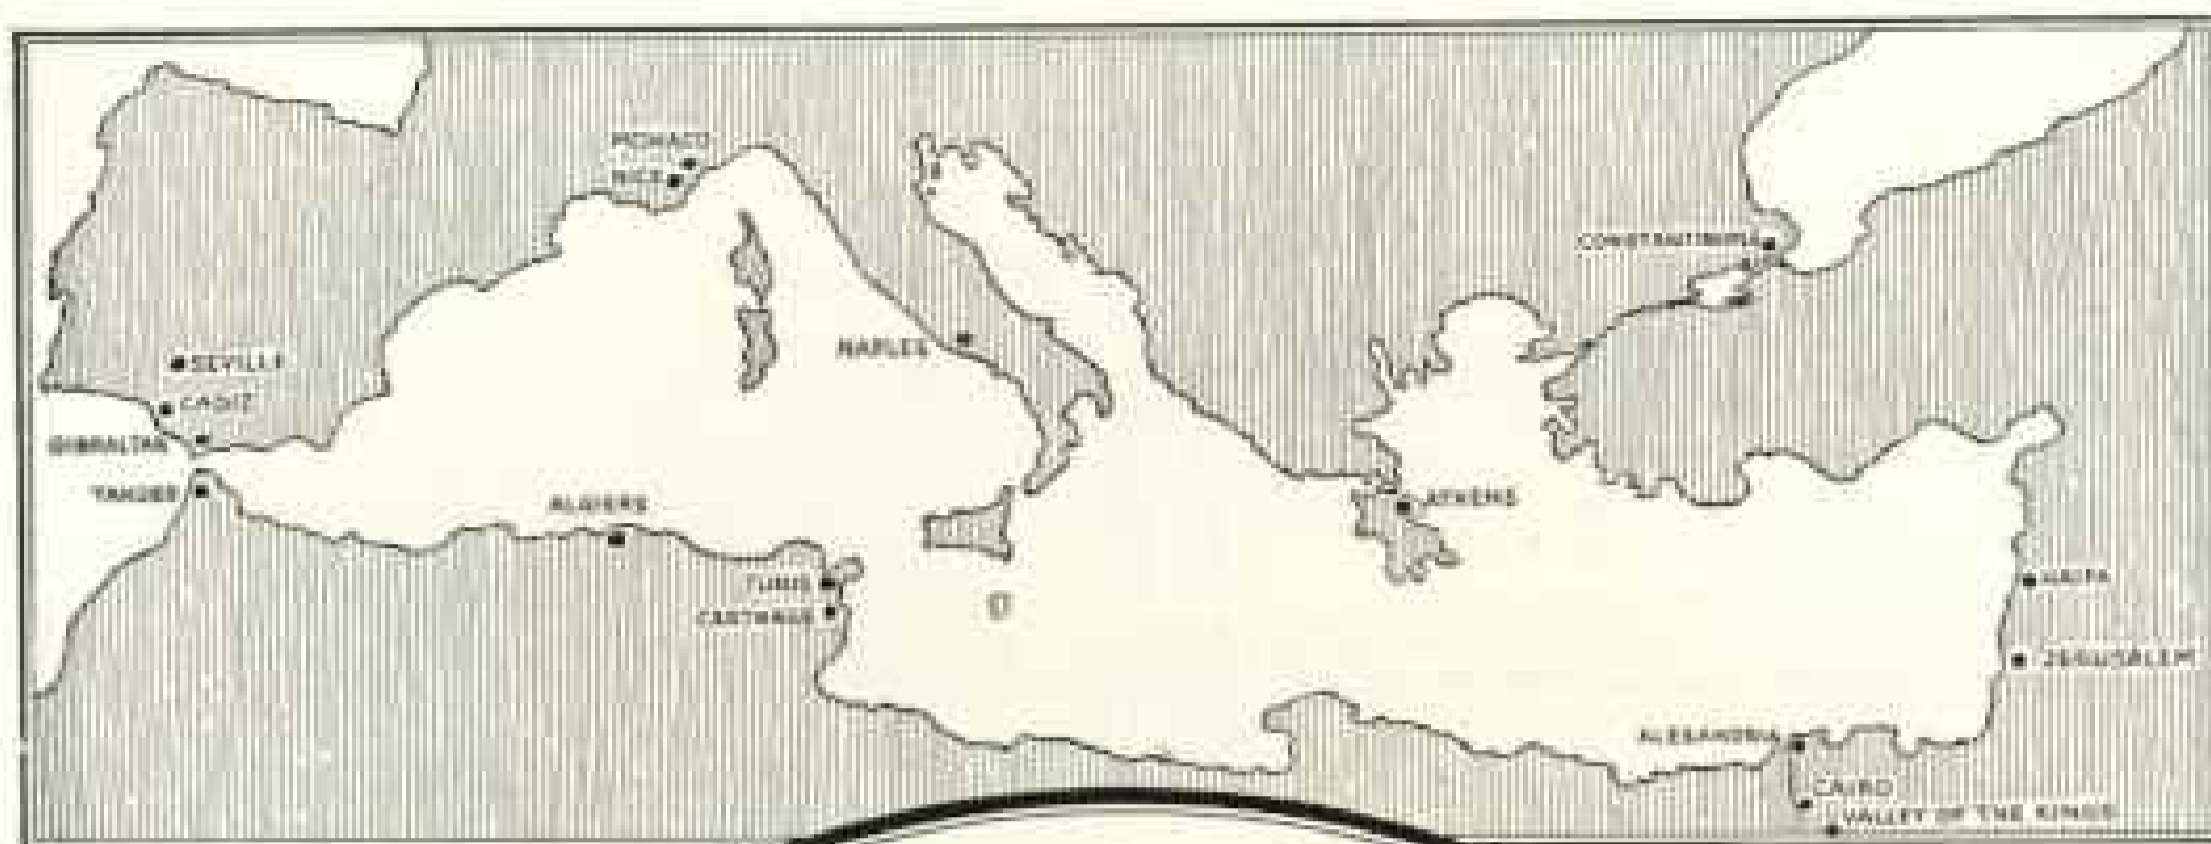 MONACO
NICE
CONSTANTINOPLE
NAPLES
SEVILLE
CADIZ
GIBRALTAR
TANGER
ALGIERS
ATHENS
TUNIS
CARTHAGE
HAIFA
JERUSALEM
ALEXANDRIA
CAIRO
VALLEY OF THE KINGS